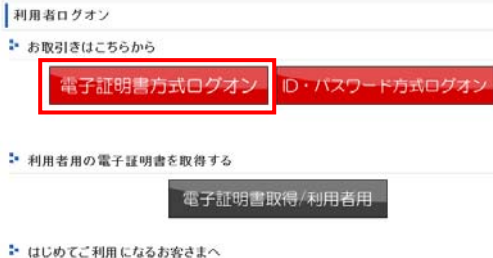 利用者ログオン
お取引きはこちらから
電子証明書方式ログオン ID・パスワード方式ログオン
利用者用の電子証明書を取得する
電子証明書取得/利用者用
はじめてご利用になるお客さまへ